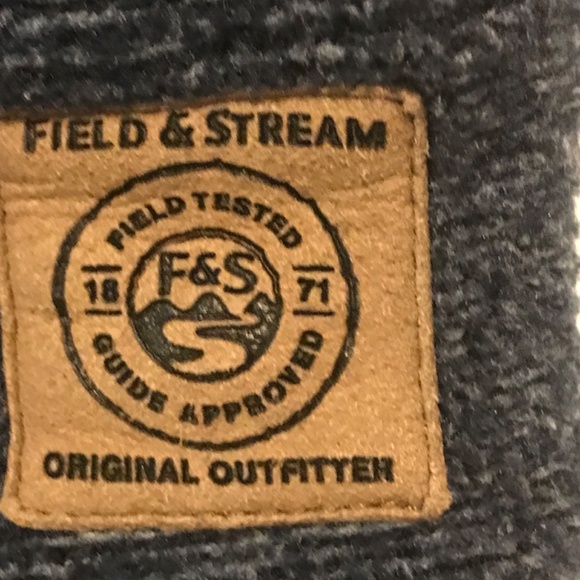 FIELD & STREAM
FIELD TESTED
F&S
18 71
GUIDE APPROVED
ORIGINAL OUTFITTER